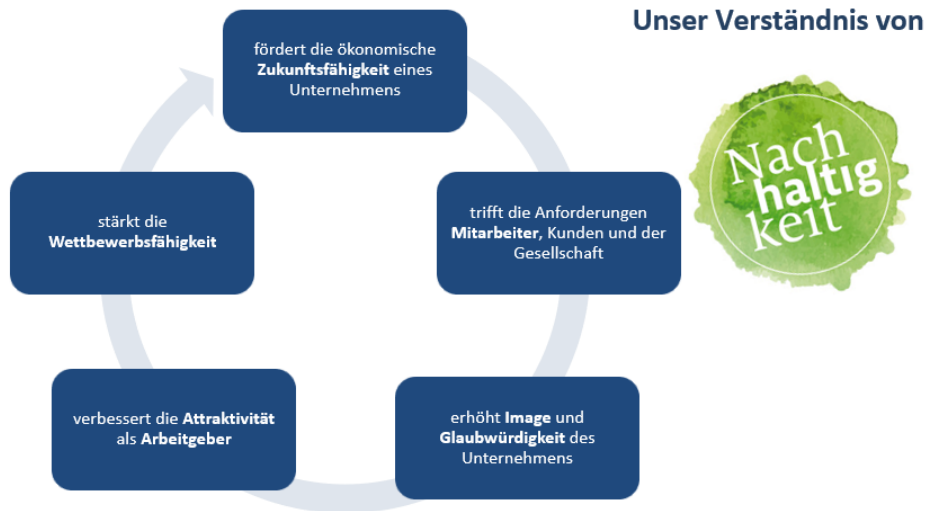 Unser Verständnis von
Nach
haltig
keit
fördert die ökonomische
Zukunftsfähigkeit eines
Unternehmens
trifft die Anforderungen
Mitarbeiter, Kunden und der
Gesellschaft
erhöht Image und
Glaubwürdigkeit des
Unternehmens
verbessert die Attraktivität
als Arbeitgeber
stärkt die
Wettbewerbsfähigkeit